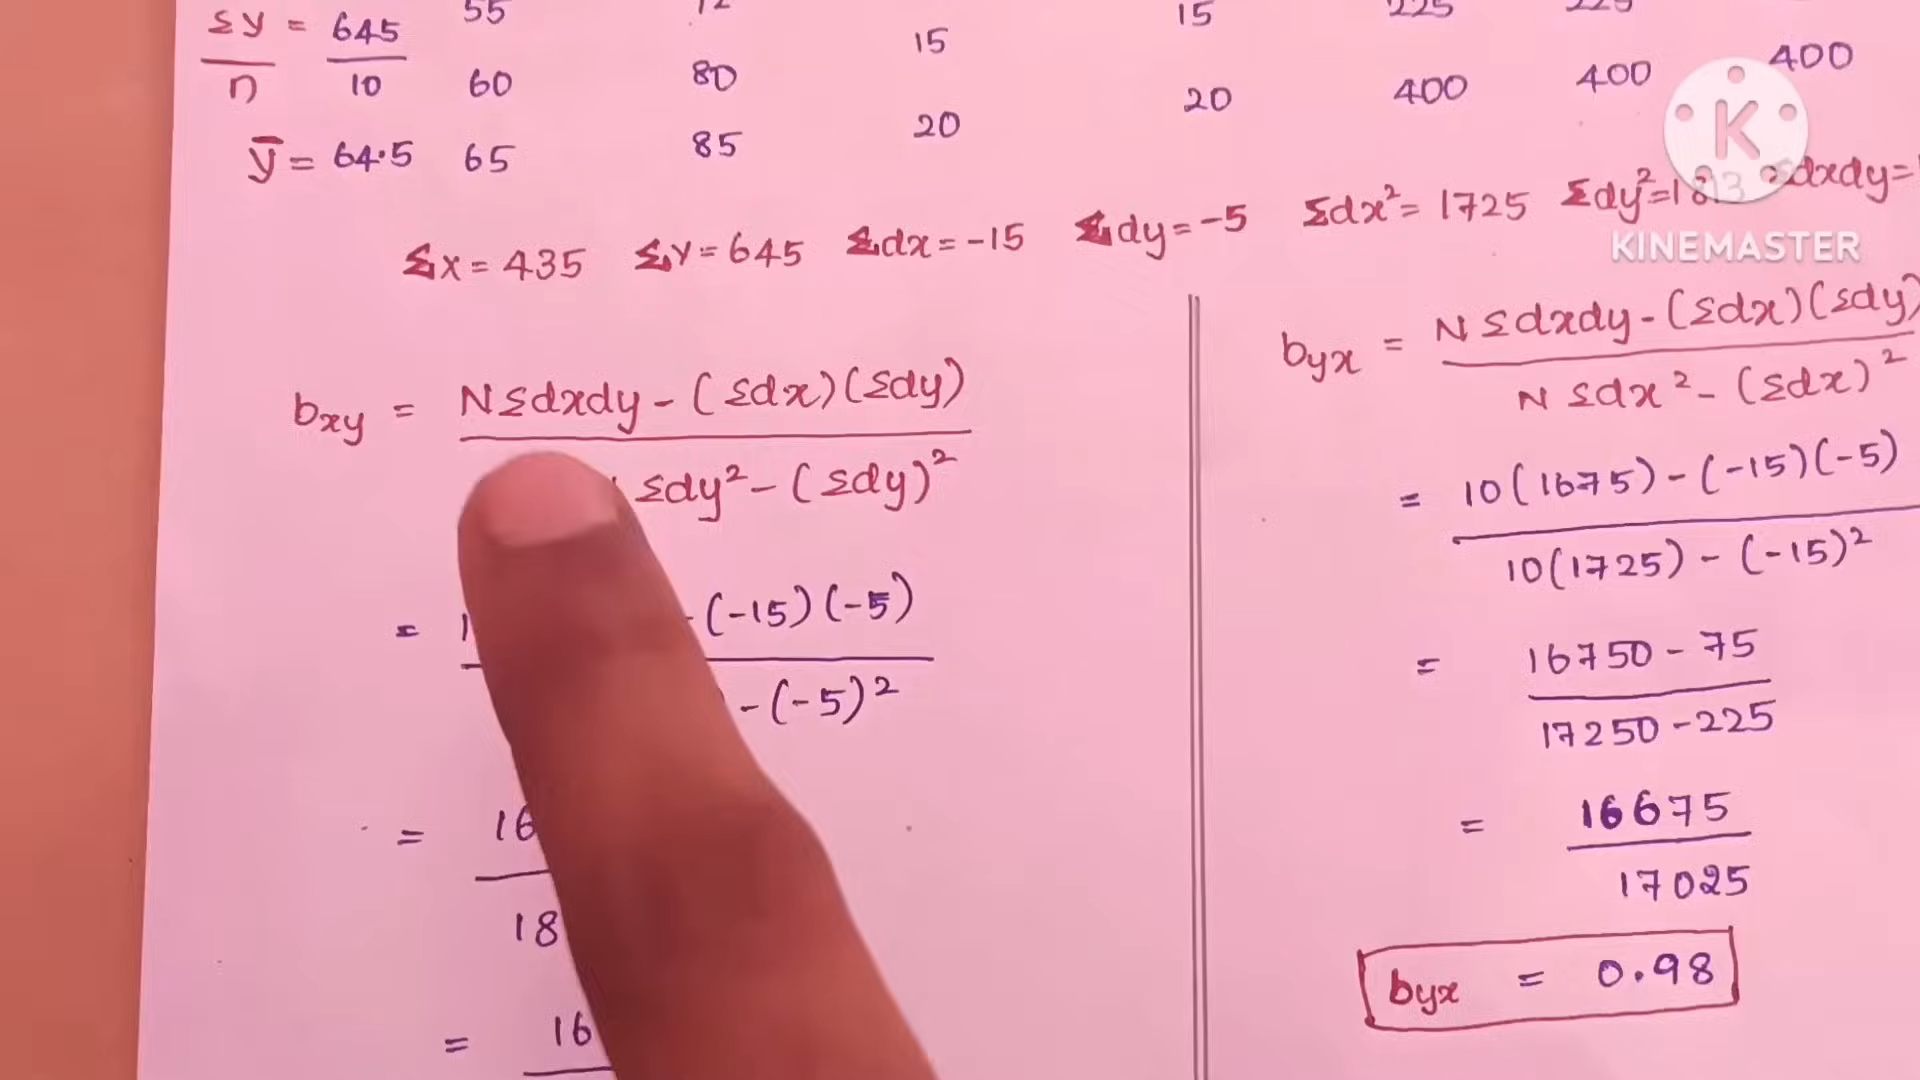 Σy = 645 55 15 225
n 10 60 80 15 20 400 400 400
ȳ = 64.5 65 85 20
Σx = 435 Σy = 645 Σdx = -15 Σdy = -5 Σdx² = 1725 Σdy² = Σdxdy =
KINEMASTER
bxy = NΣdxdy - (Σdx)(Σdy)
Σdy² - (Σdy)²
= - (-15)(-5)
- (-5)²
=
=
byx = NΣdxdy - (Σdx)(Σdy)
NΣdx² - (Σdx)²
= 10(1675) - (-15)(-5)
10(1725) - (-15)²
= 16750 - 75
17250 - 225
= 16675
17025
byx = 0.98